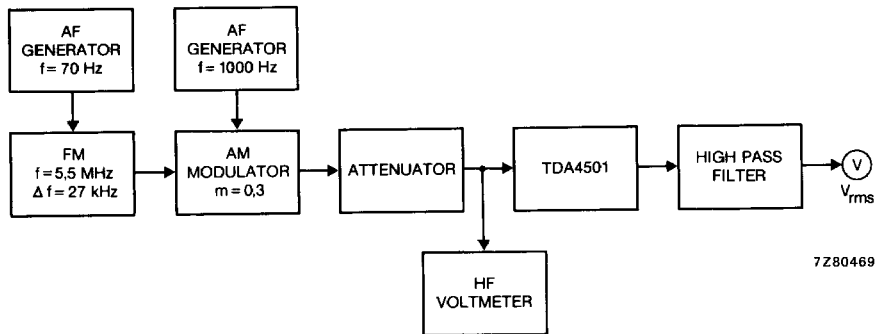 AF
GENERATOR
f = 70 Hz
AF
GENERATOR
f = 1000 Hz
FM
f = 5,5 MHz
Δ f = 27 kHz
AM
MODULATOR
m = 0,3
ATTENUATOR
TDA4501
HIGH PASS
FILTER
V
Vrms
HF
VOLTMETER
7Z80469